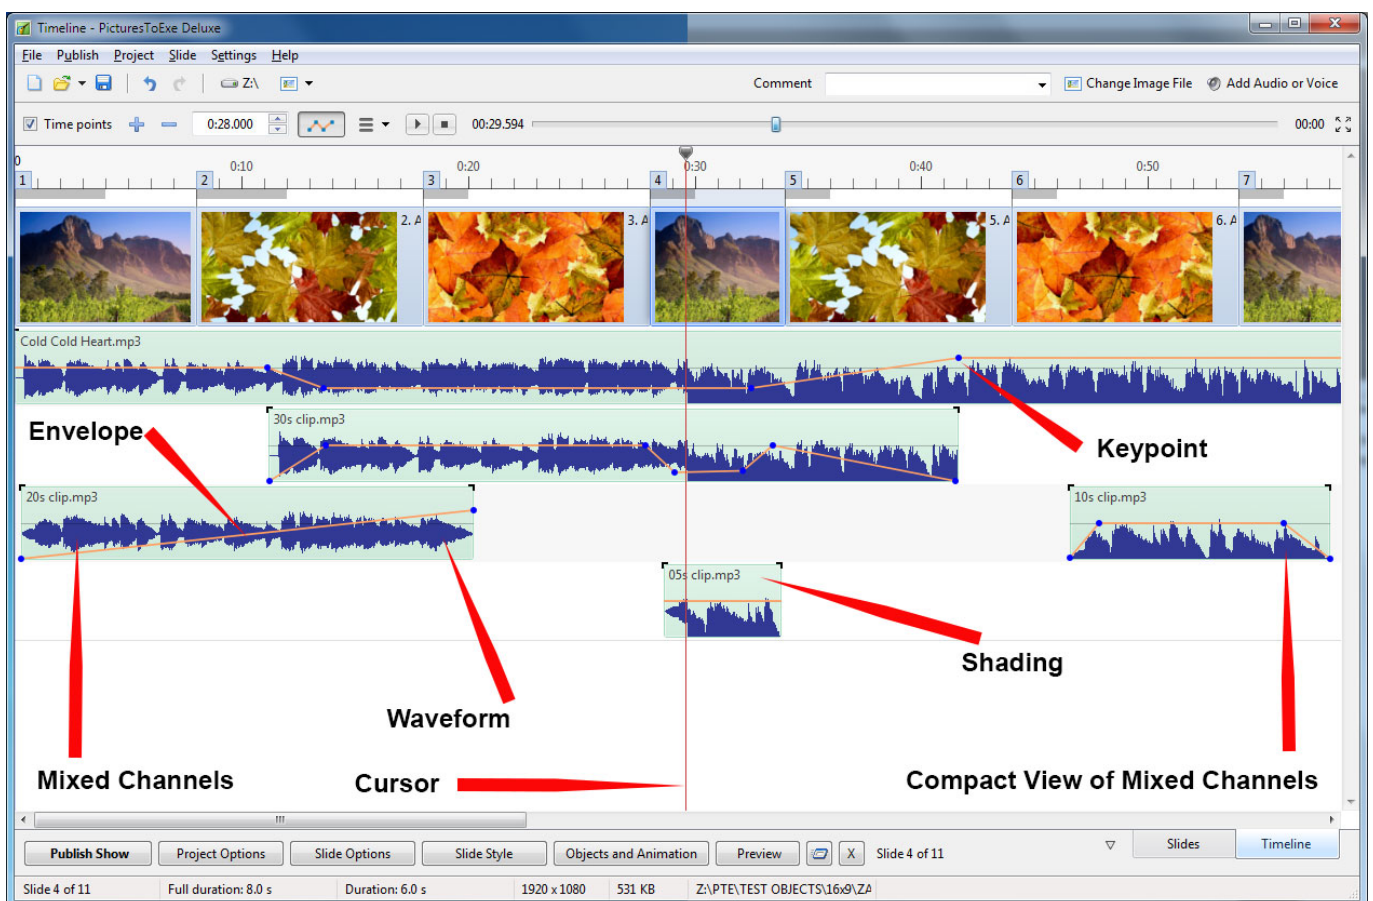 Timeline - PicturesToExe Deluxe
File Publish Project Slide Settings Help
Z:\ Comment Change Image File Add Audio or Voice
Time points 0:28.000 00:29.594 00:00
0 0:10 0:20 0:30 0:40 0:50
1 2 3 4 5 6 7
2. A 3. A 5. A 6. A
Cold Cold Heart.mp3
30s clip.mp3
Envelope
Keypoint
20s clip.mp3 10s clip.mp3
05s clip.mp3
Shading
Waveform
Mixed Channels Cursor Compact View of Mixed Channels
Publish Show Project Options Slide Options Slide Style Objects and Animation Preview X Slide 4 of 11 Slides Timeline
Slide 4 of 11 Full duration: 8.0 s Duration: 6.0 s 1920 x 1080 531 KB Z:\PTE\TEST OBJECTS\16x9\ZA